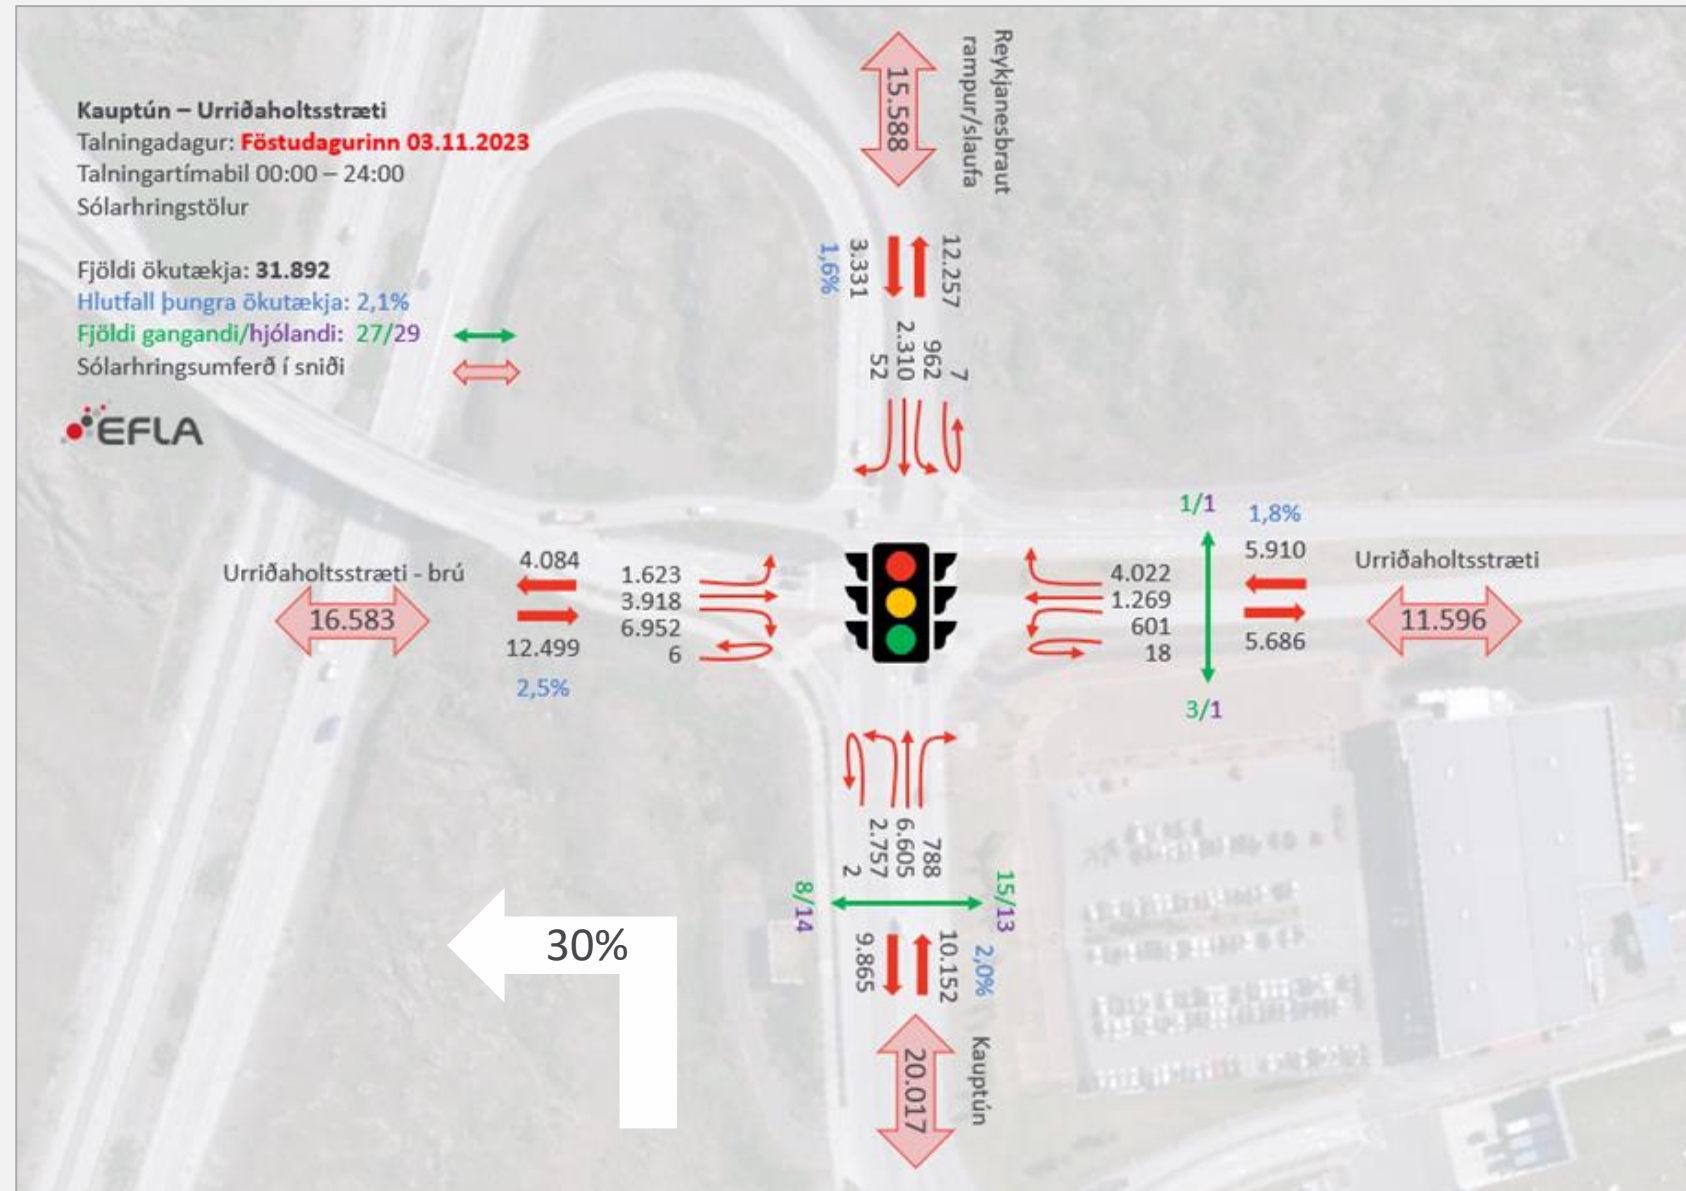 Kauptún – Urriðaholtsstræti
Talningadagur: Föstudagurinn 03.11.2023
Talningartímabil 00:00 – 24:00
Sólarhringstölur
Fjöldi ökutækja: 31.892
Hlutfall þungra ökutækja: 2,1%
Fjöldi gangandi/hjólandi: 27/29
Sólarhringsumferð í sniði
EFLA
Reykjanesbraut
rampur/slaufa
15.588
1,6%
3.331
12.257
52
2.310
962
7
Urriðaholtsstræti - brú
16.583
4.084
12.499
2,5%
1.623
3.918
6.952
6
4.022
1.269
601
18
1/1
3/1
1,8%
5.910
5.686
Urriðaholtsstræti
11.596
2
2.757
6.605
788
8/14
15/13
9.865
10.152
2,0%
Kauptún
20.017
30%